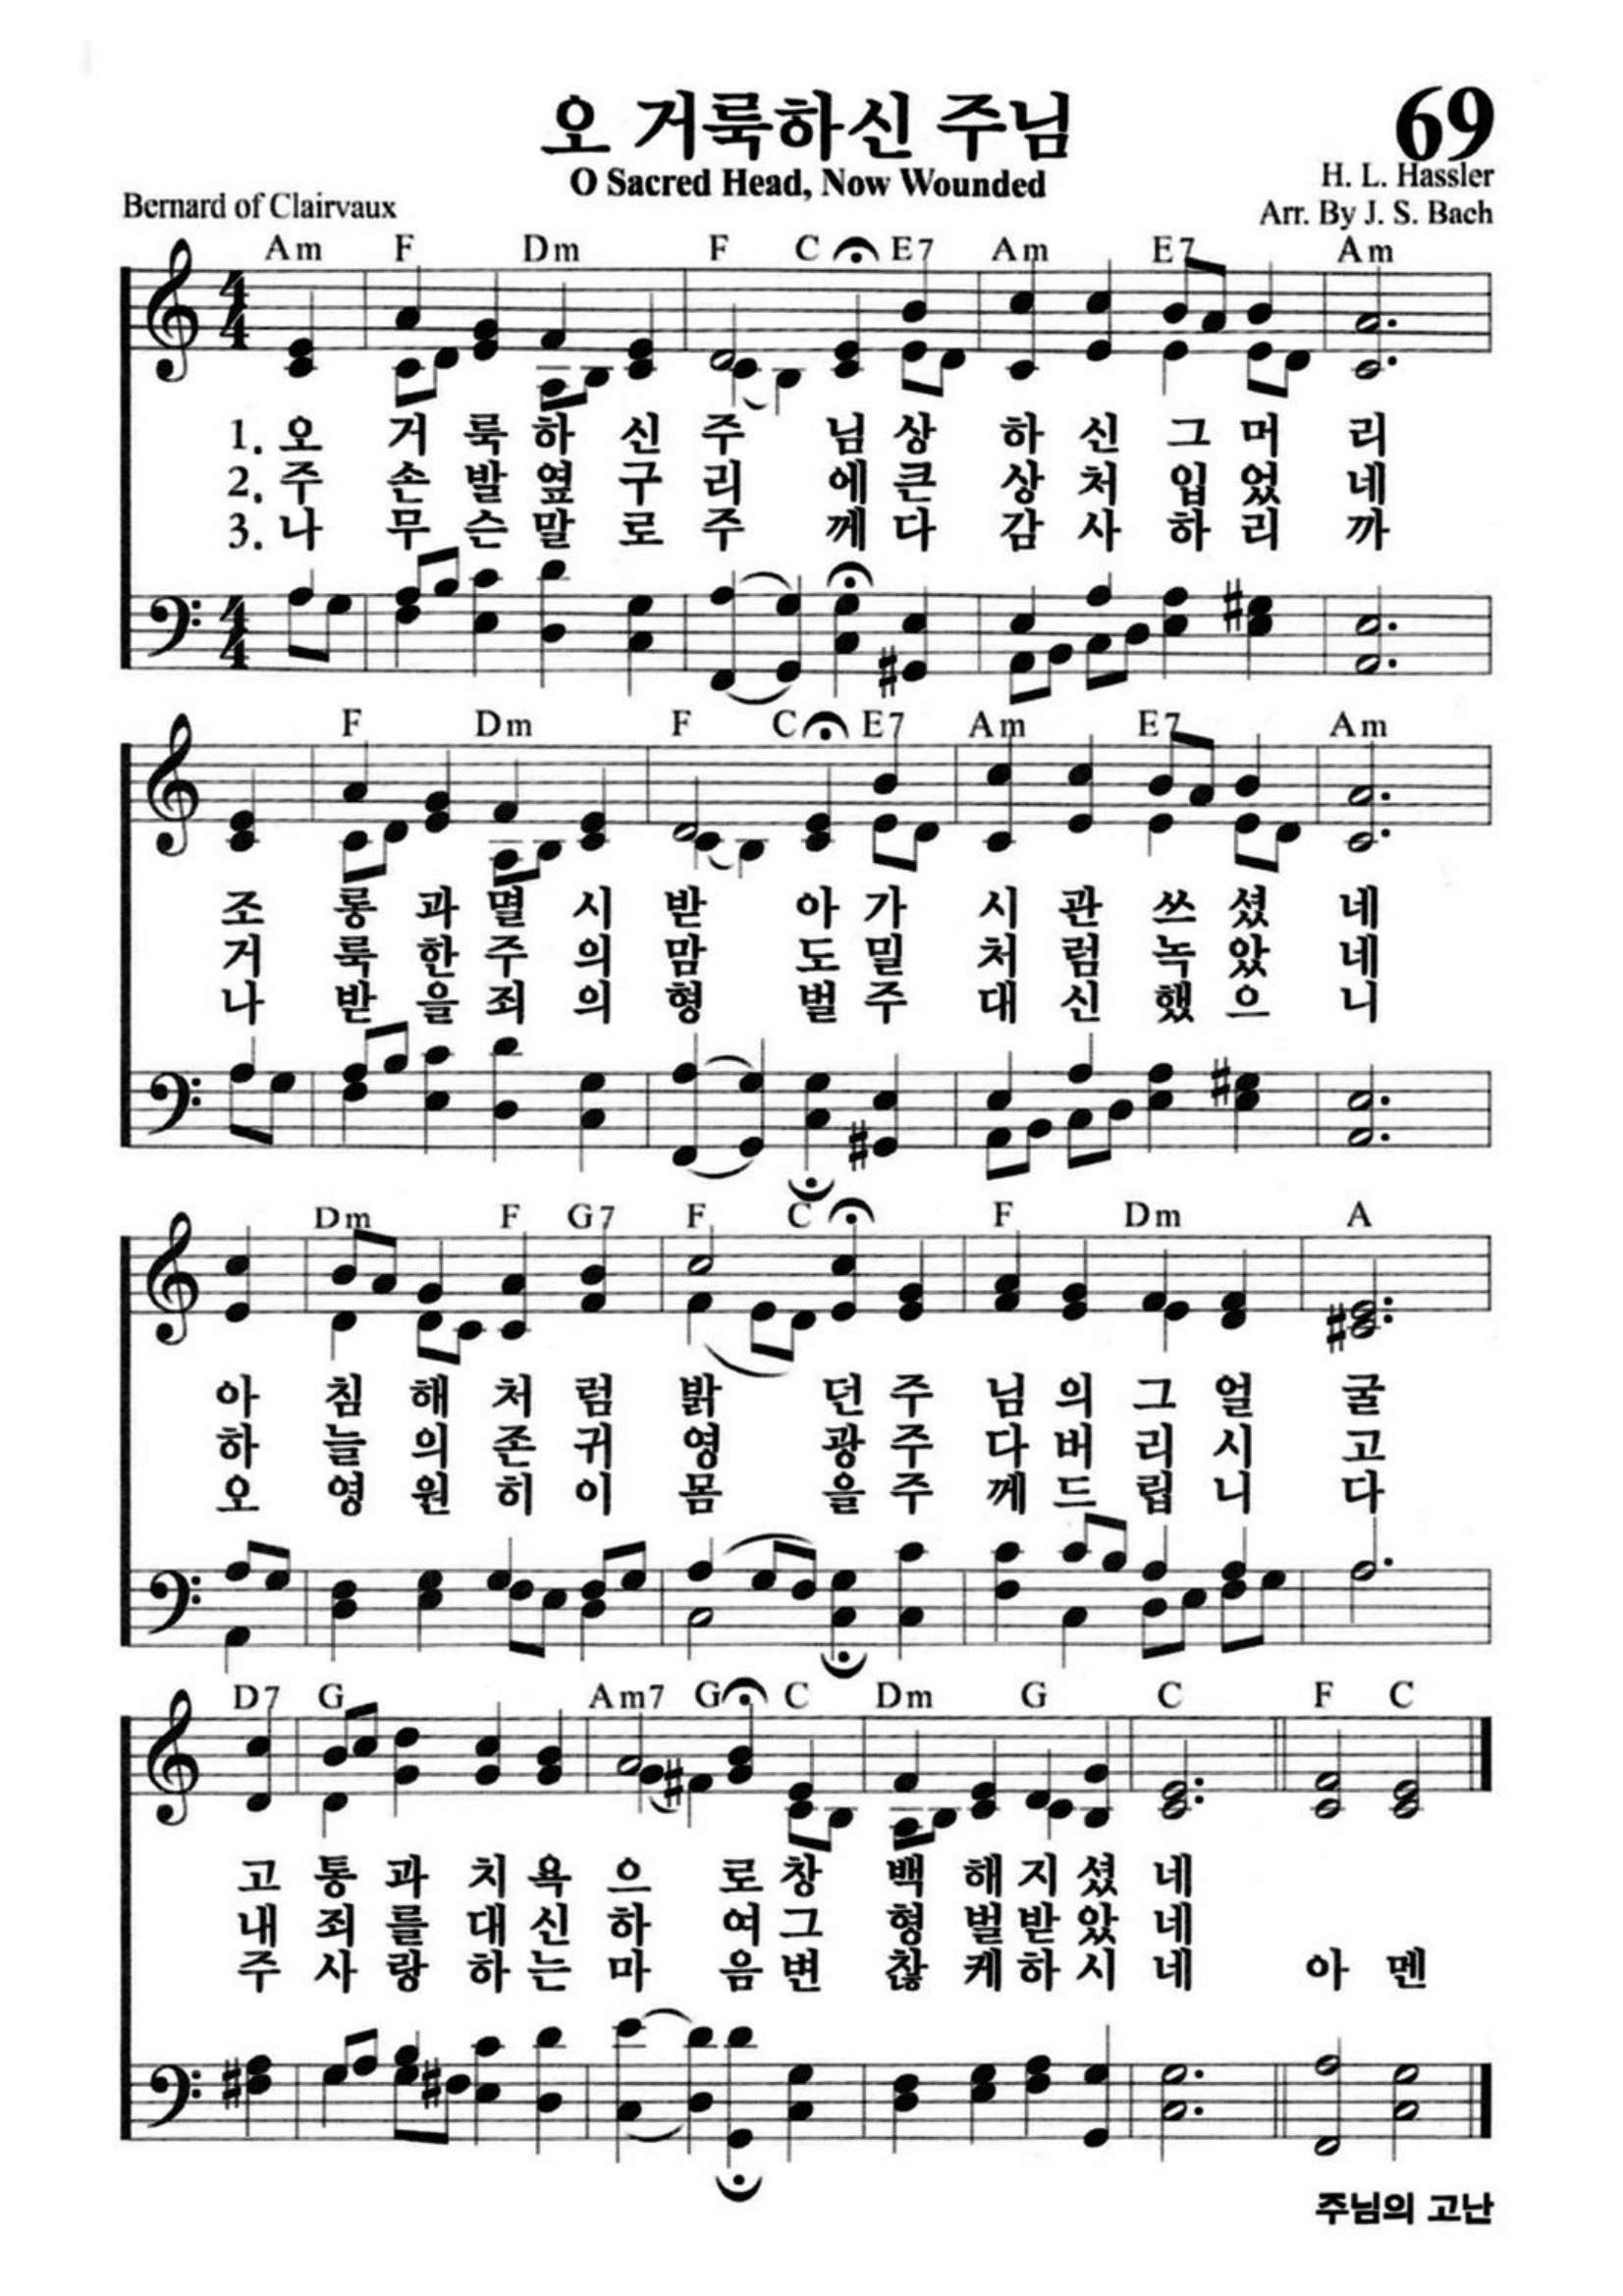 오 거룩하신 주님
69
O Sacred Head, Now Wounded
H. L. Hassler
Bernard of Clairvaux
Arr. By J. S. Bach
Am F Dm F C E7 Am E7 Am
1. 오 거 룩 하 신 주 님 상 하 신 그 머 리
2. 주 손 발 옆 구 리 에 큰 상 처 입 었 네
3. 나 무 슨 말 로 주 께 다 감 사 하 리 까
F Dm F C E7 Am E7 Am
조 롱 과 멸 시 받 아 가 시 관 쓰 셨 네
거 룩 한 주 의 맘 도 밀 처 럼 녹 았 네
나 받 을 죄 의 형 벌 주 대 신 했 으 니
Dm F G7 F C F Dm A
아 침 해 처 럼 밝 던 주 님 의 그 얼 굴
하 늘 의 존 귀 영 광 주 다 버 리 시 고
오 영 원 히 이 몸 을 주 께 드 립 니 다
D7 G Am7 G C Dm G C F C
고 통 과 치 욕 으 로 창 백 해 지 셨 네
내 죄 를 대 신 하 여 그 형 벌 받 았 네
주 사 랑 하 는 마 음 변 찮 케 하 시 네 아 멘
주님의 고난